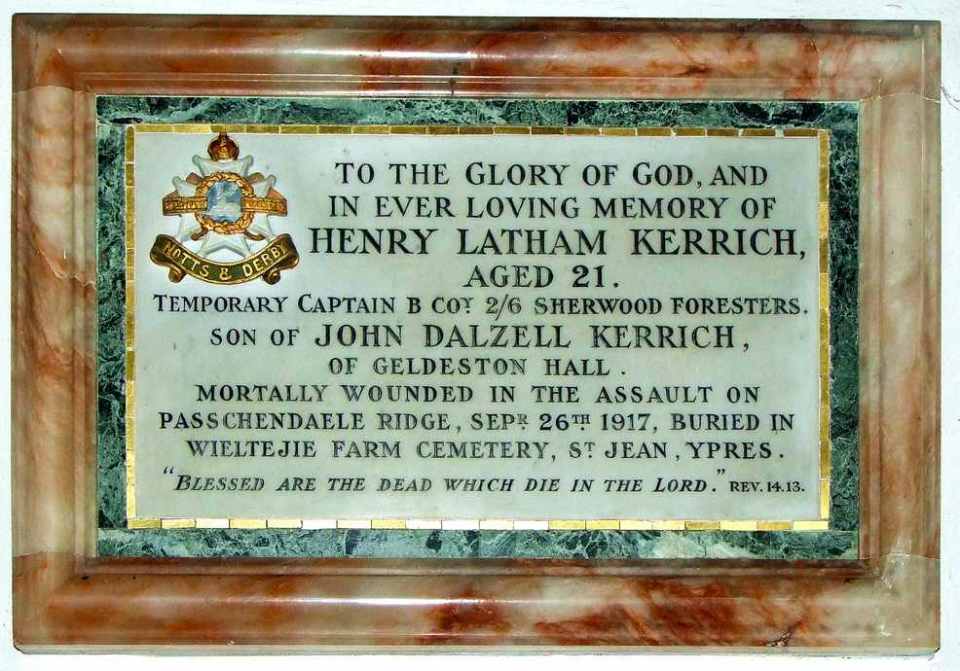 TO THE GLORY OF GOD, AND
IN EVER LOVING MEMORY OF
HENRY LATHAM KERRICH,
AGED 21.
TEMPORARY CAPTAIN B COY 2/6 SHERWOOD FORESTERS.
SON OF JOHN DALZELL KERRICH,
OF GELDESTON HALL.
MORTALLY WOUNDED IN THE ASSAULT ON
PASSCHENDAELE RIDGE, SEPR 26TH 1917, BURIED IN
WIELTEJIE FARM CEMETERY, ST JEAN, YPRES.
"BLESSED ARE THE DEAD WHICH DIE IN THE LORD." REV. 14.13.
NOTTS & DERBY